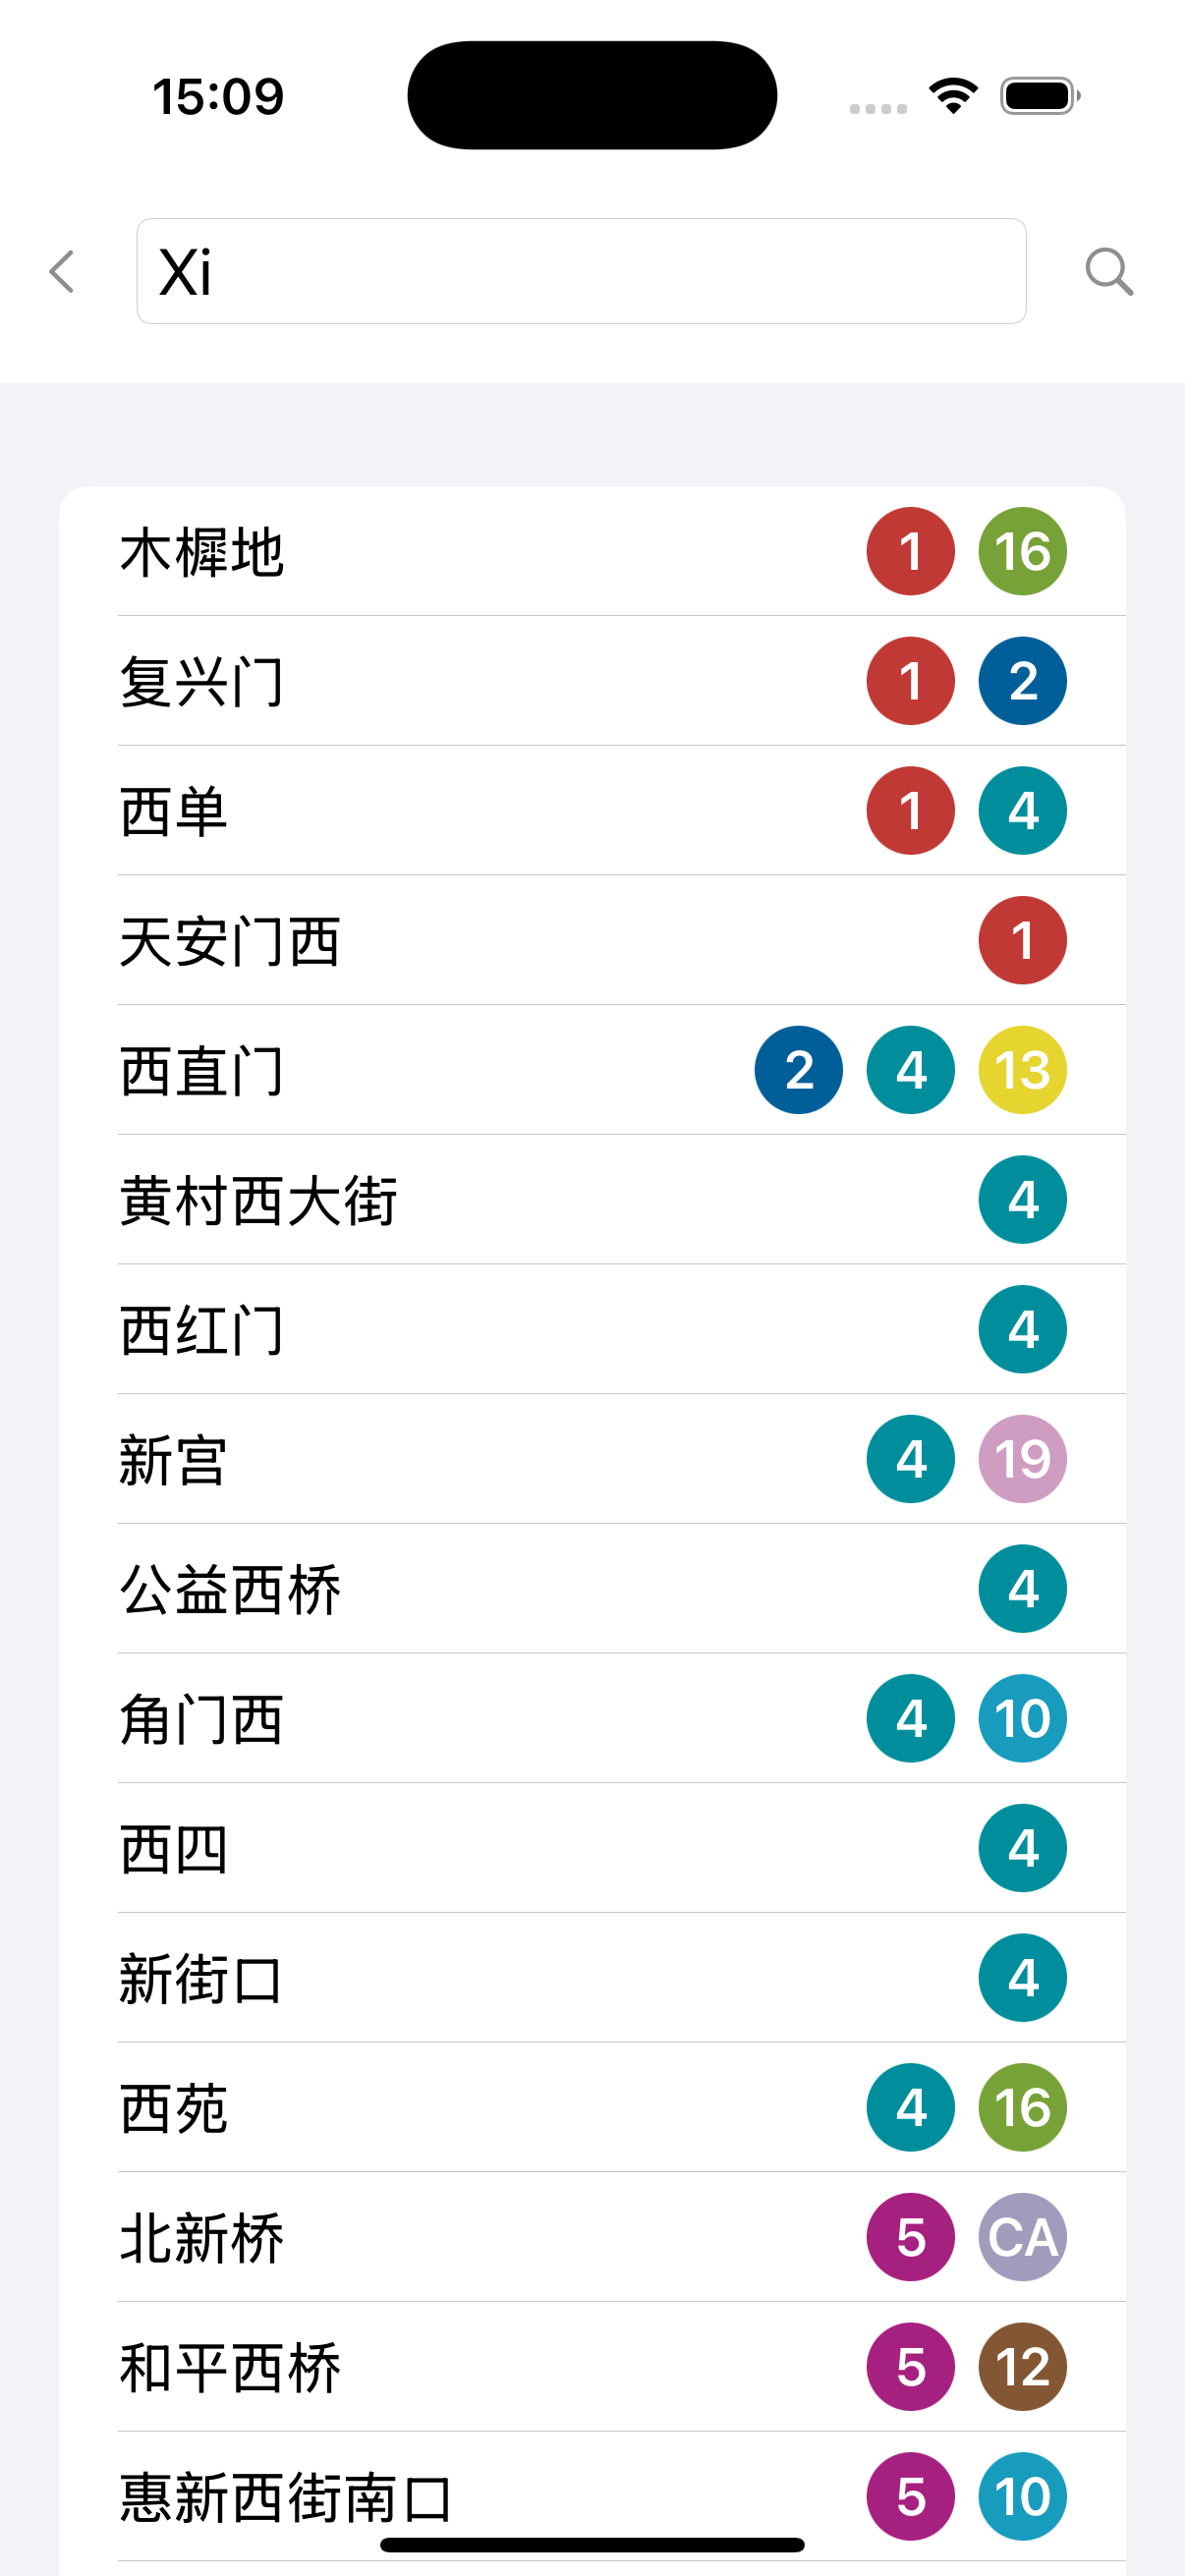 15:09
Xi
木樨地 1 16
复兴门 1 2
西单 1 4
天安门西 1
西直门 2 4 13
黄村西大街 4
西红门 4
新宫 4 19
公益西桥 4
角门西 4 10
西四 4
新街口 4
西苑 4 16
北新桥 5 CA
和平西桥 5 12
惠新西街南口 5 10